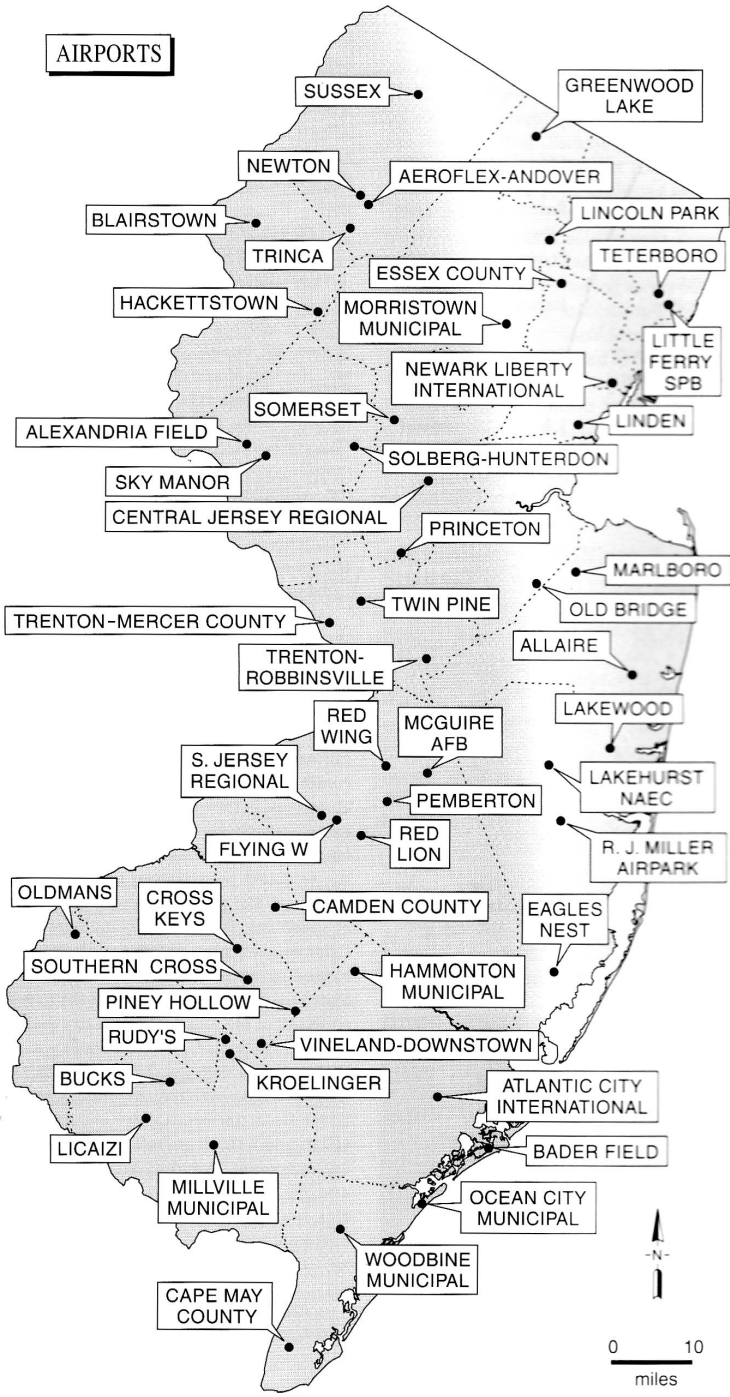 AIRPORTS
SUSSEX
GREENWOOD
LAKE
NEWTON
AEROFLEX-ANDOVER
BLAIRSTOWN
LINCOLN PARK
TRINCA
TETERBORO
ESSEX COUNTY
HACKETTSTOWN
MORRISTOWN
MUNICIPAL
LITTLE
FERRY
SPB
NEWARK LIBERTY
INTERNATIONAL
SOMERSET
LINDEN
ALEXANDRIA FIELD
SOLBERG-HUNTERDON
SKY MANOR
CENTRAL JERSEY REGIONAL
PRINCETON
MARLBORO
TWIN PINE
OLD BRIDGE
TRENTON-MERCER COUNTY
TRENTON-
ROBBINSVILLE
ALLAIRE
RED
WING
MCGUIRE
AFB
LAKEWOOD
S. JERSEY
REGIONAL
LAKEHURST
NAEC
PEMBERTON
FLYING W
RED
LION
R. J. MILLER
AIRPARK
OLDMANS
CROSS
KEYS
CAMDEN COUNTY
EAGLES
NEST
SOUTHERN CROSS
HAMMONTON
MUNICIPAL
PINEY HOLLOW
RUDY'S
VINELAND-DOWNSTOWN
BUCKS
KROELINGER
ATLANTIC CITY
INTERNATIONAL
LICAIZI
BADER FIELD
MILLVILLE
MUNICIPAL
OCEAN CITY
MUNICIPAL
WOODBINE
MUNICIPAL
-N-
CAPE MAY
COUNTY
0 10
miles